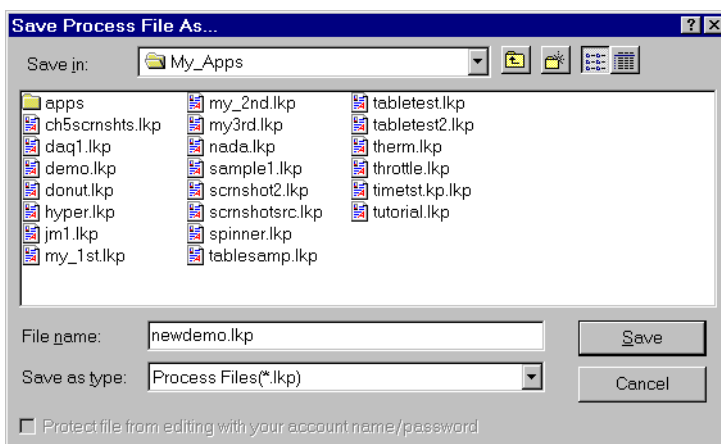 Save Process File As...
Save in: My_Apps
apps my_2nd.lkp tabletest.lkp
ch5scrnshts.lkp my3rd.lkp tabletest2.lkp
daq1.lkp nada.lkp therm.lkp
demo.lkp sample1.lkp throttle.lkp
donut.lkp scrnshot2.lkp timetst.kp.lkp
hyper.lkp scrnshotsrc.lkp tutorial.lkp
jm1.lkp spinner.lkp
my_1st.lkp tablesamp.lkp
File name: newdemo.lkp Save
Save as type: Process Files(*.lkp) Cancel
Protect file from editing with your account name/password